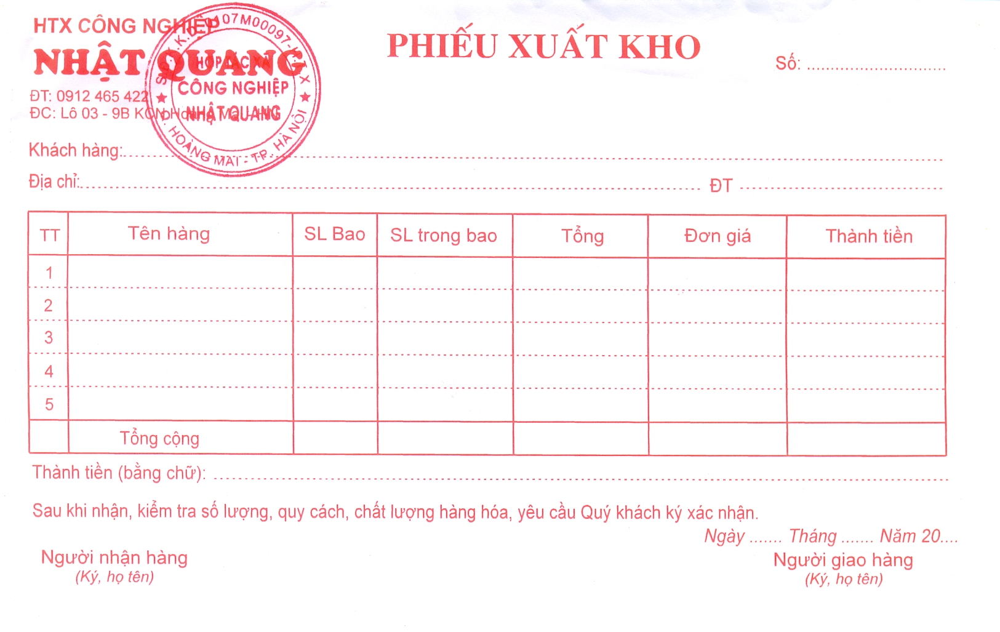 HTX CÔNG NGHIỆP
NHẬT QUANG
ĐT: 0912 465 422
ĐC: Lô 03 - 9B KCN Hoàng Mai - HN
PHIẾU XUẤT KHO
Số: ............................
S.Đ.K.K.D: 0107M00097-H.T.X
HỢP TÁC XÃ
CÔNG NGHIỆP
NHẬT QUANG
Q. HOÀNG MAI - TP. HÀ NỘI
Khách hàng:............................
Địa chỉ:............................ ĐT ............................
TT Tên hàng SL Bao SL trong bao Tổng Đơn giá Thành tiền
1
2
3
4
5
Tổng cộng
Thành tiền (bằng chữ): ............................
Sau khi nhận, kiểm tra số lượng, quy cách, chất lượng hàng hóa, yêu cầu Quý khách ký xác nhận.
Ngày ....... Tháng ....... Năm 20....
Người nhận hàng Người giao hàng
(Ký, họ tên) (Ký, họ tên)